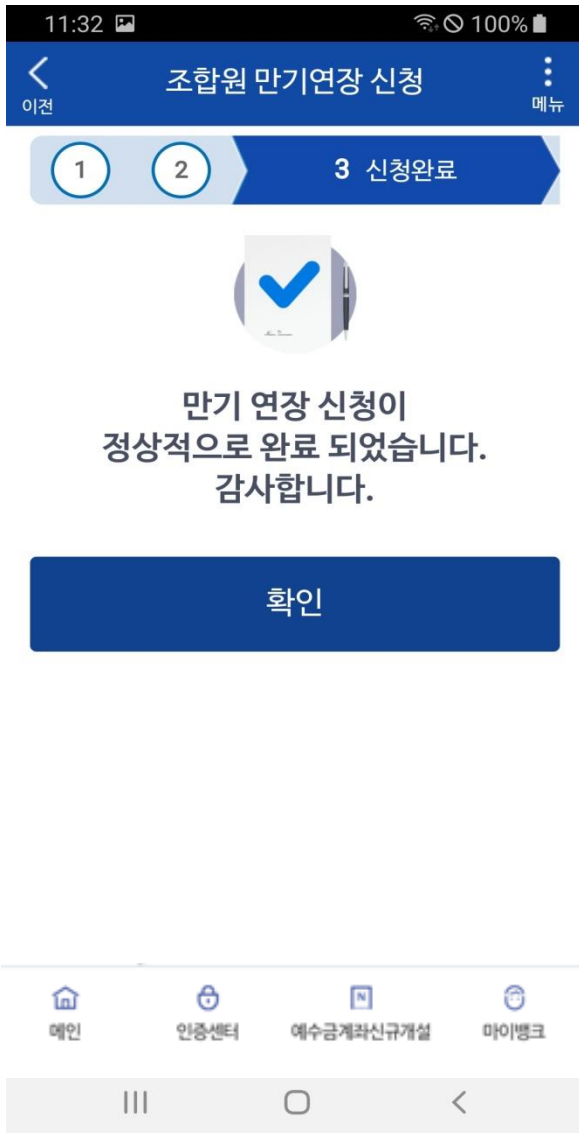 11:32 100%
이전 조합원 만기연장 신청 메뉴
1 2 3 신청완료
만기 연장 신청이
정상적으로 완료 되었습니다.
감사합니다.
확인
메인 인증센터 예수금계좌신규개설 마이뱅크